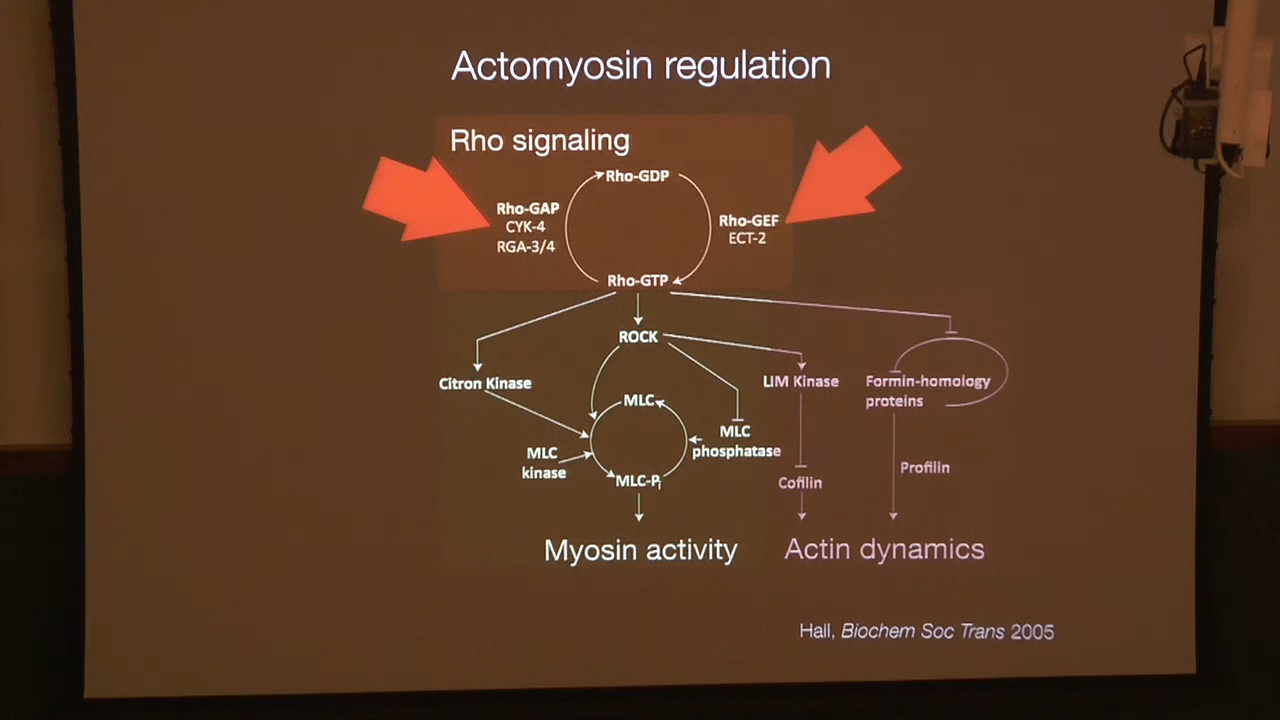 Actomyosin regulation
Rho signaling
Rho-GDP
Rho-GAP
CYK-4
RGA-3/4
Rho-GEF
ECT-2
Rho-GTP
ROCK
Citron Kinase
LIM Kinase
Formin-homology
proteins
MLC
MLC
phosphatase
MLC
kinase
MLC-Pi
Profilin
Cofilin
Myosin activity
Actin dynamics
Hall, Biochem Soc Trans 2005